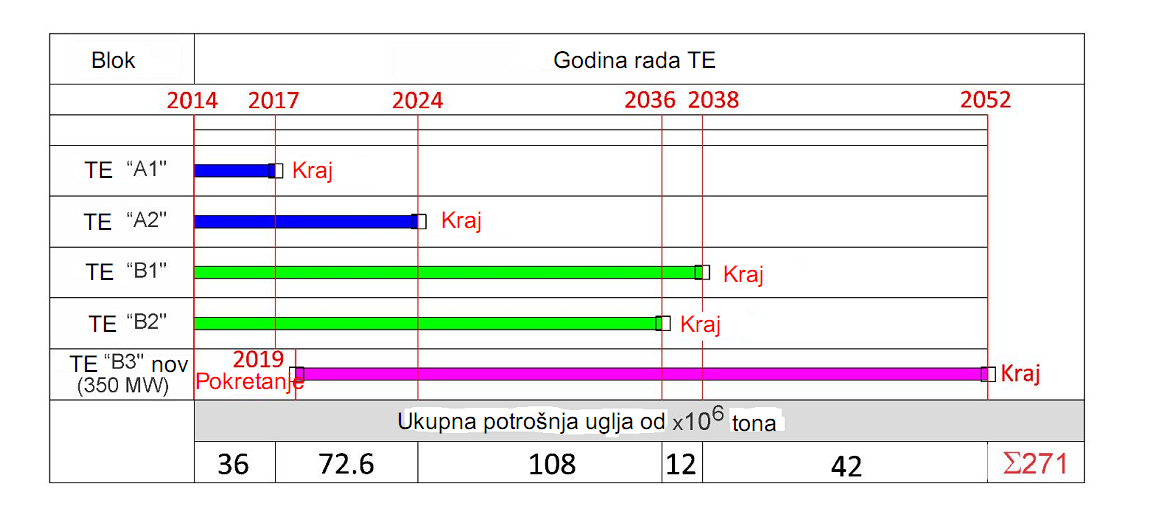 Blok Godina rada TE
2014 2017 2024 2036 2038 2052
TE “A1" Kraj
TE “A2" Kraj
TE “B1" Kraj
TE “B2" Kraj
TE “B3" nov 2019
(350 MW) Pokretanje Kraj
Ukupna potrošnja uglja od x10⁶ tona
36 72.6 108 12 42 Σ271